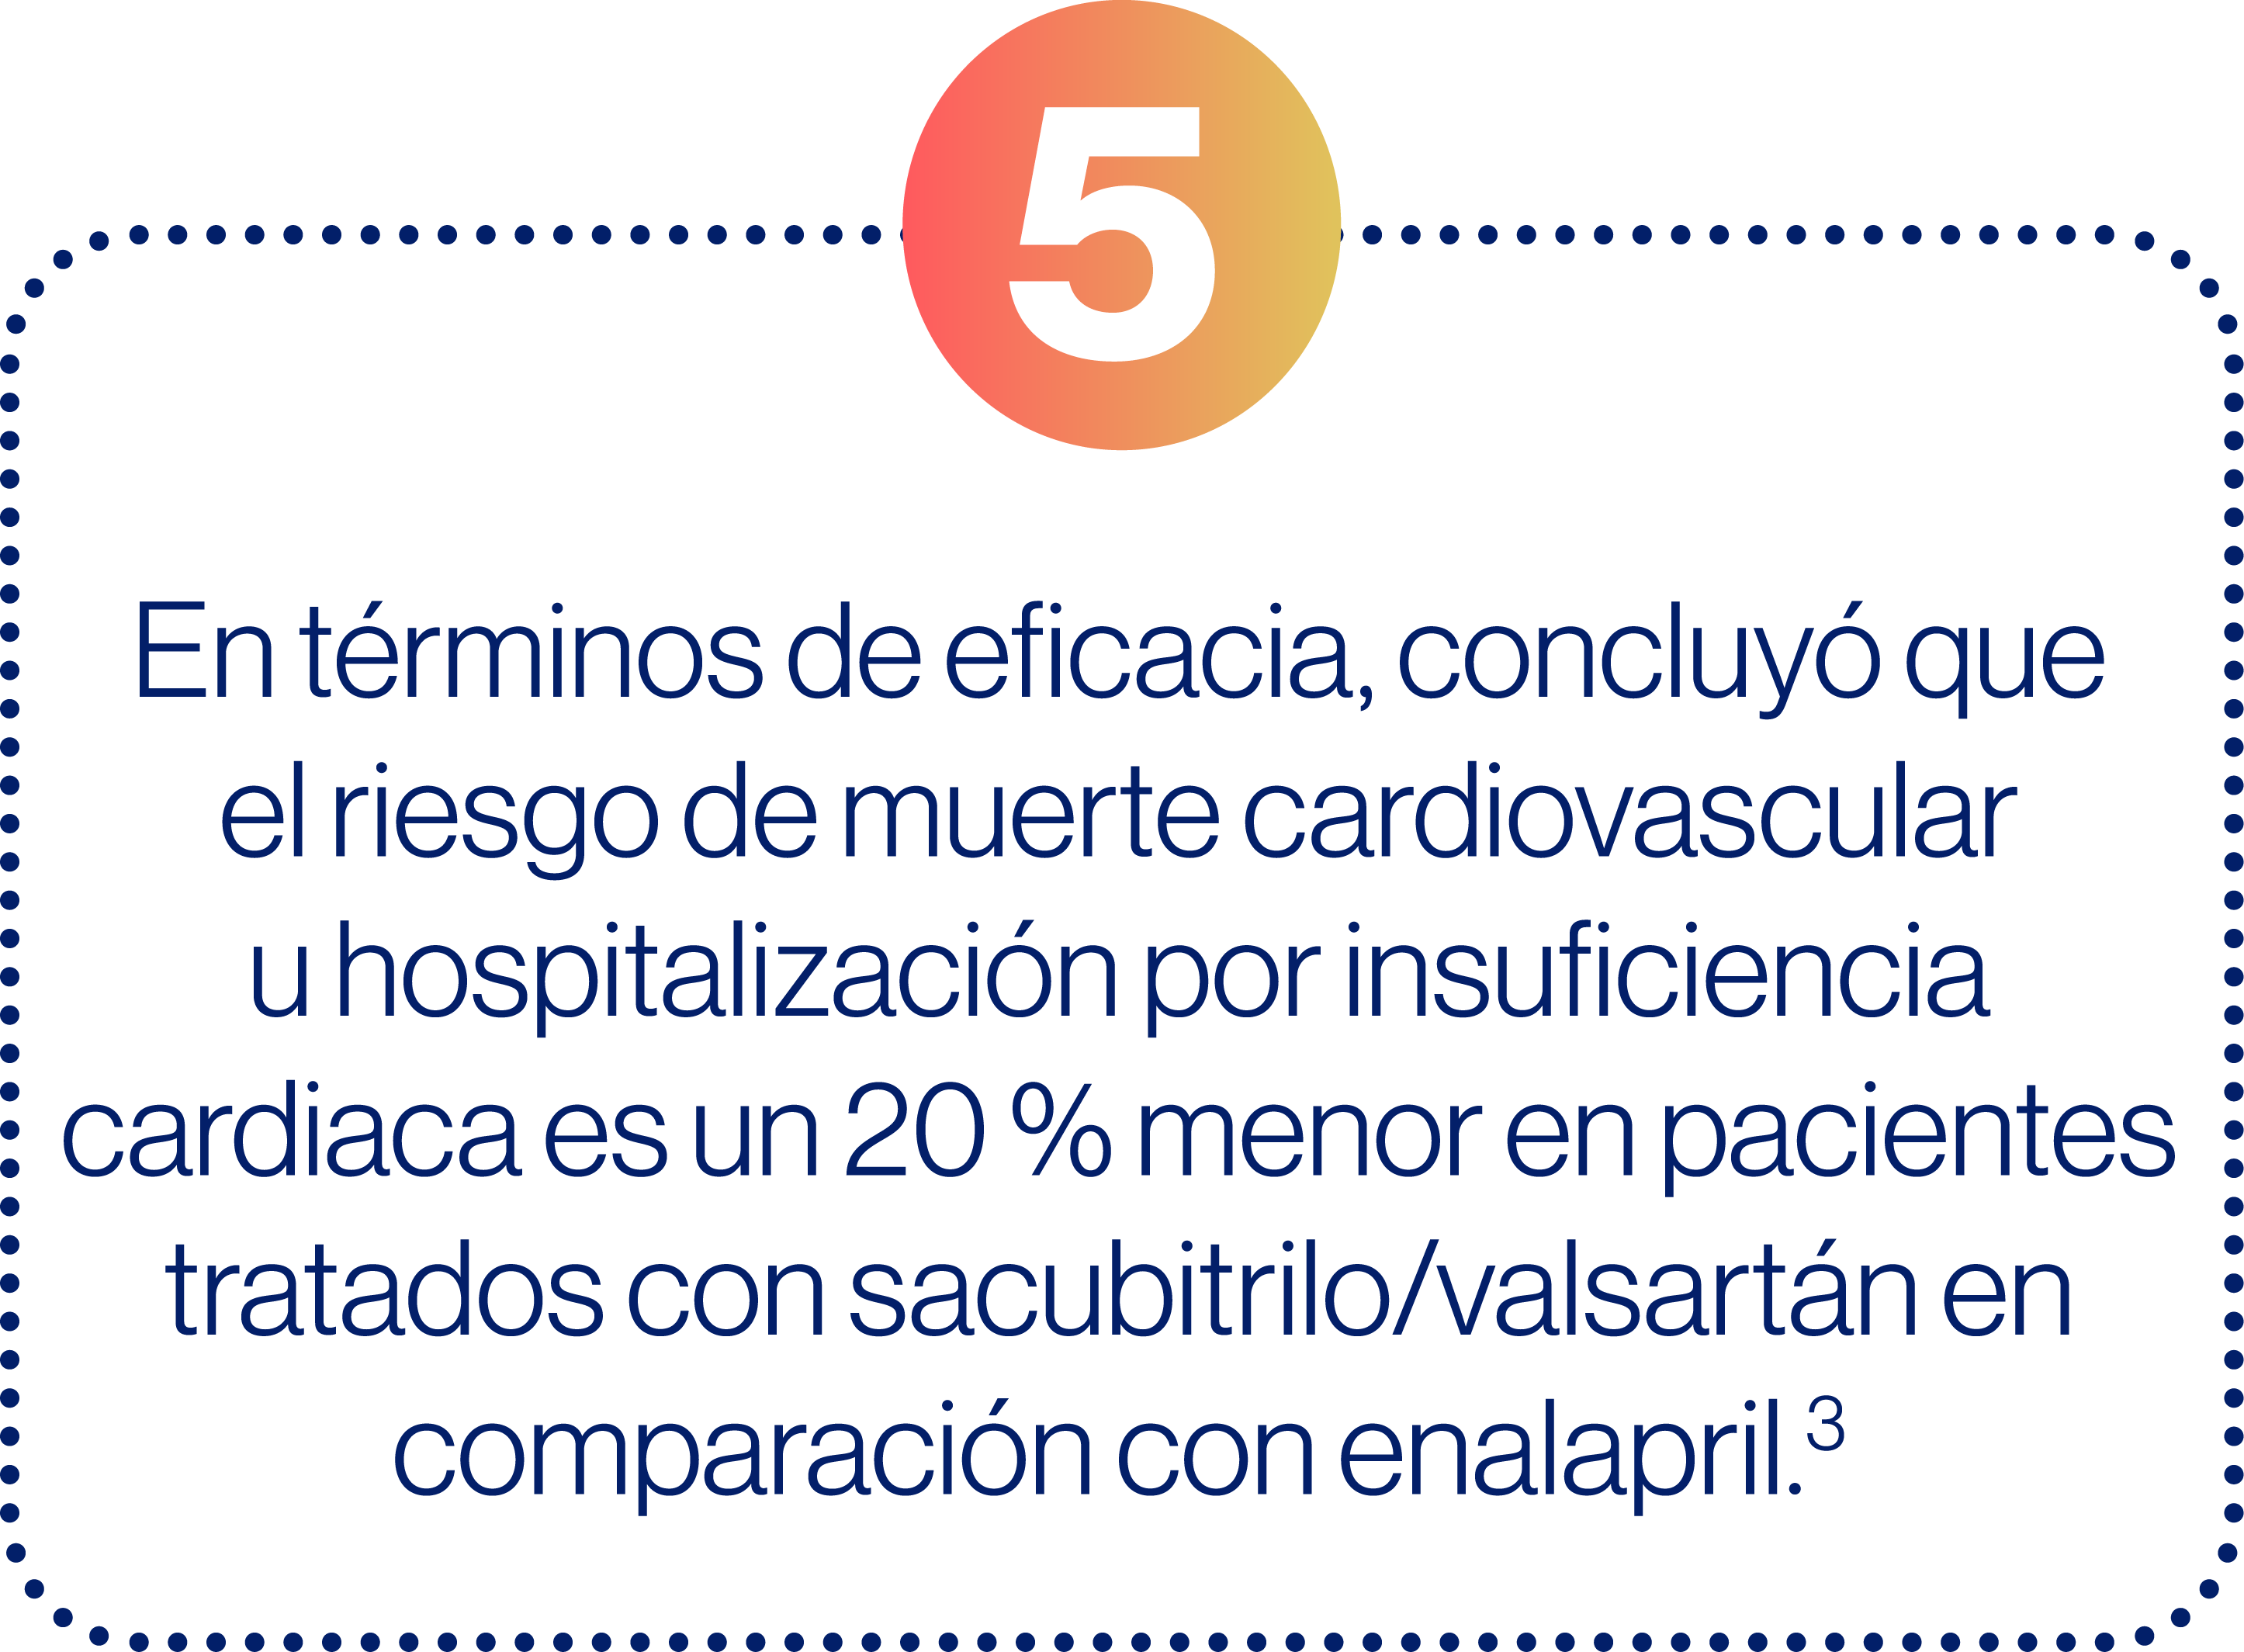 5
En términos de eficacia, concluyó que
el riesgo de muerte cardiovascular
u hospitalización por insuficiencia
cardiaca es un 20 % menor en pacientes
tratados con sacubitrilo/valsartán en
comparación con enalapril.³